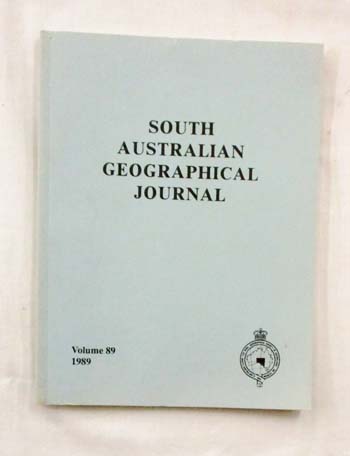 SOUTH
AUSTRALIAN
GEOGRAPHICAL
JOURNAL
Volume 89
1989